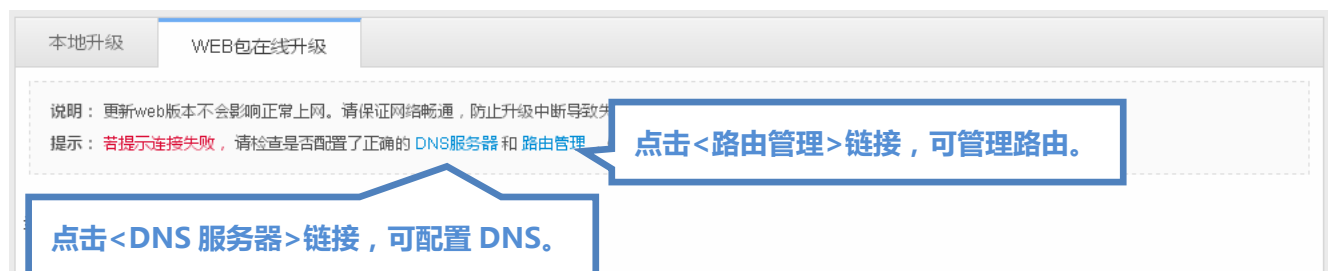 本地升级
WEB包在线升级
说明： 更新web版本不会影响正常上网。请保证网络畅通，防止升级中断导致失
提示： 若提示连接失败， 请检查是否配置了正确的 DNS服务器 和 路由管理
点击<路由管理>链接，可管理路由。
点击<DNS 服务器>链接，可配置 DNS。